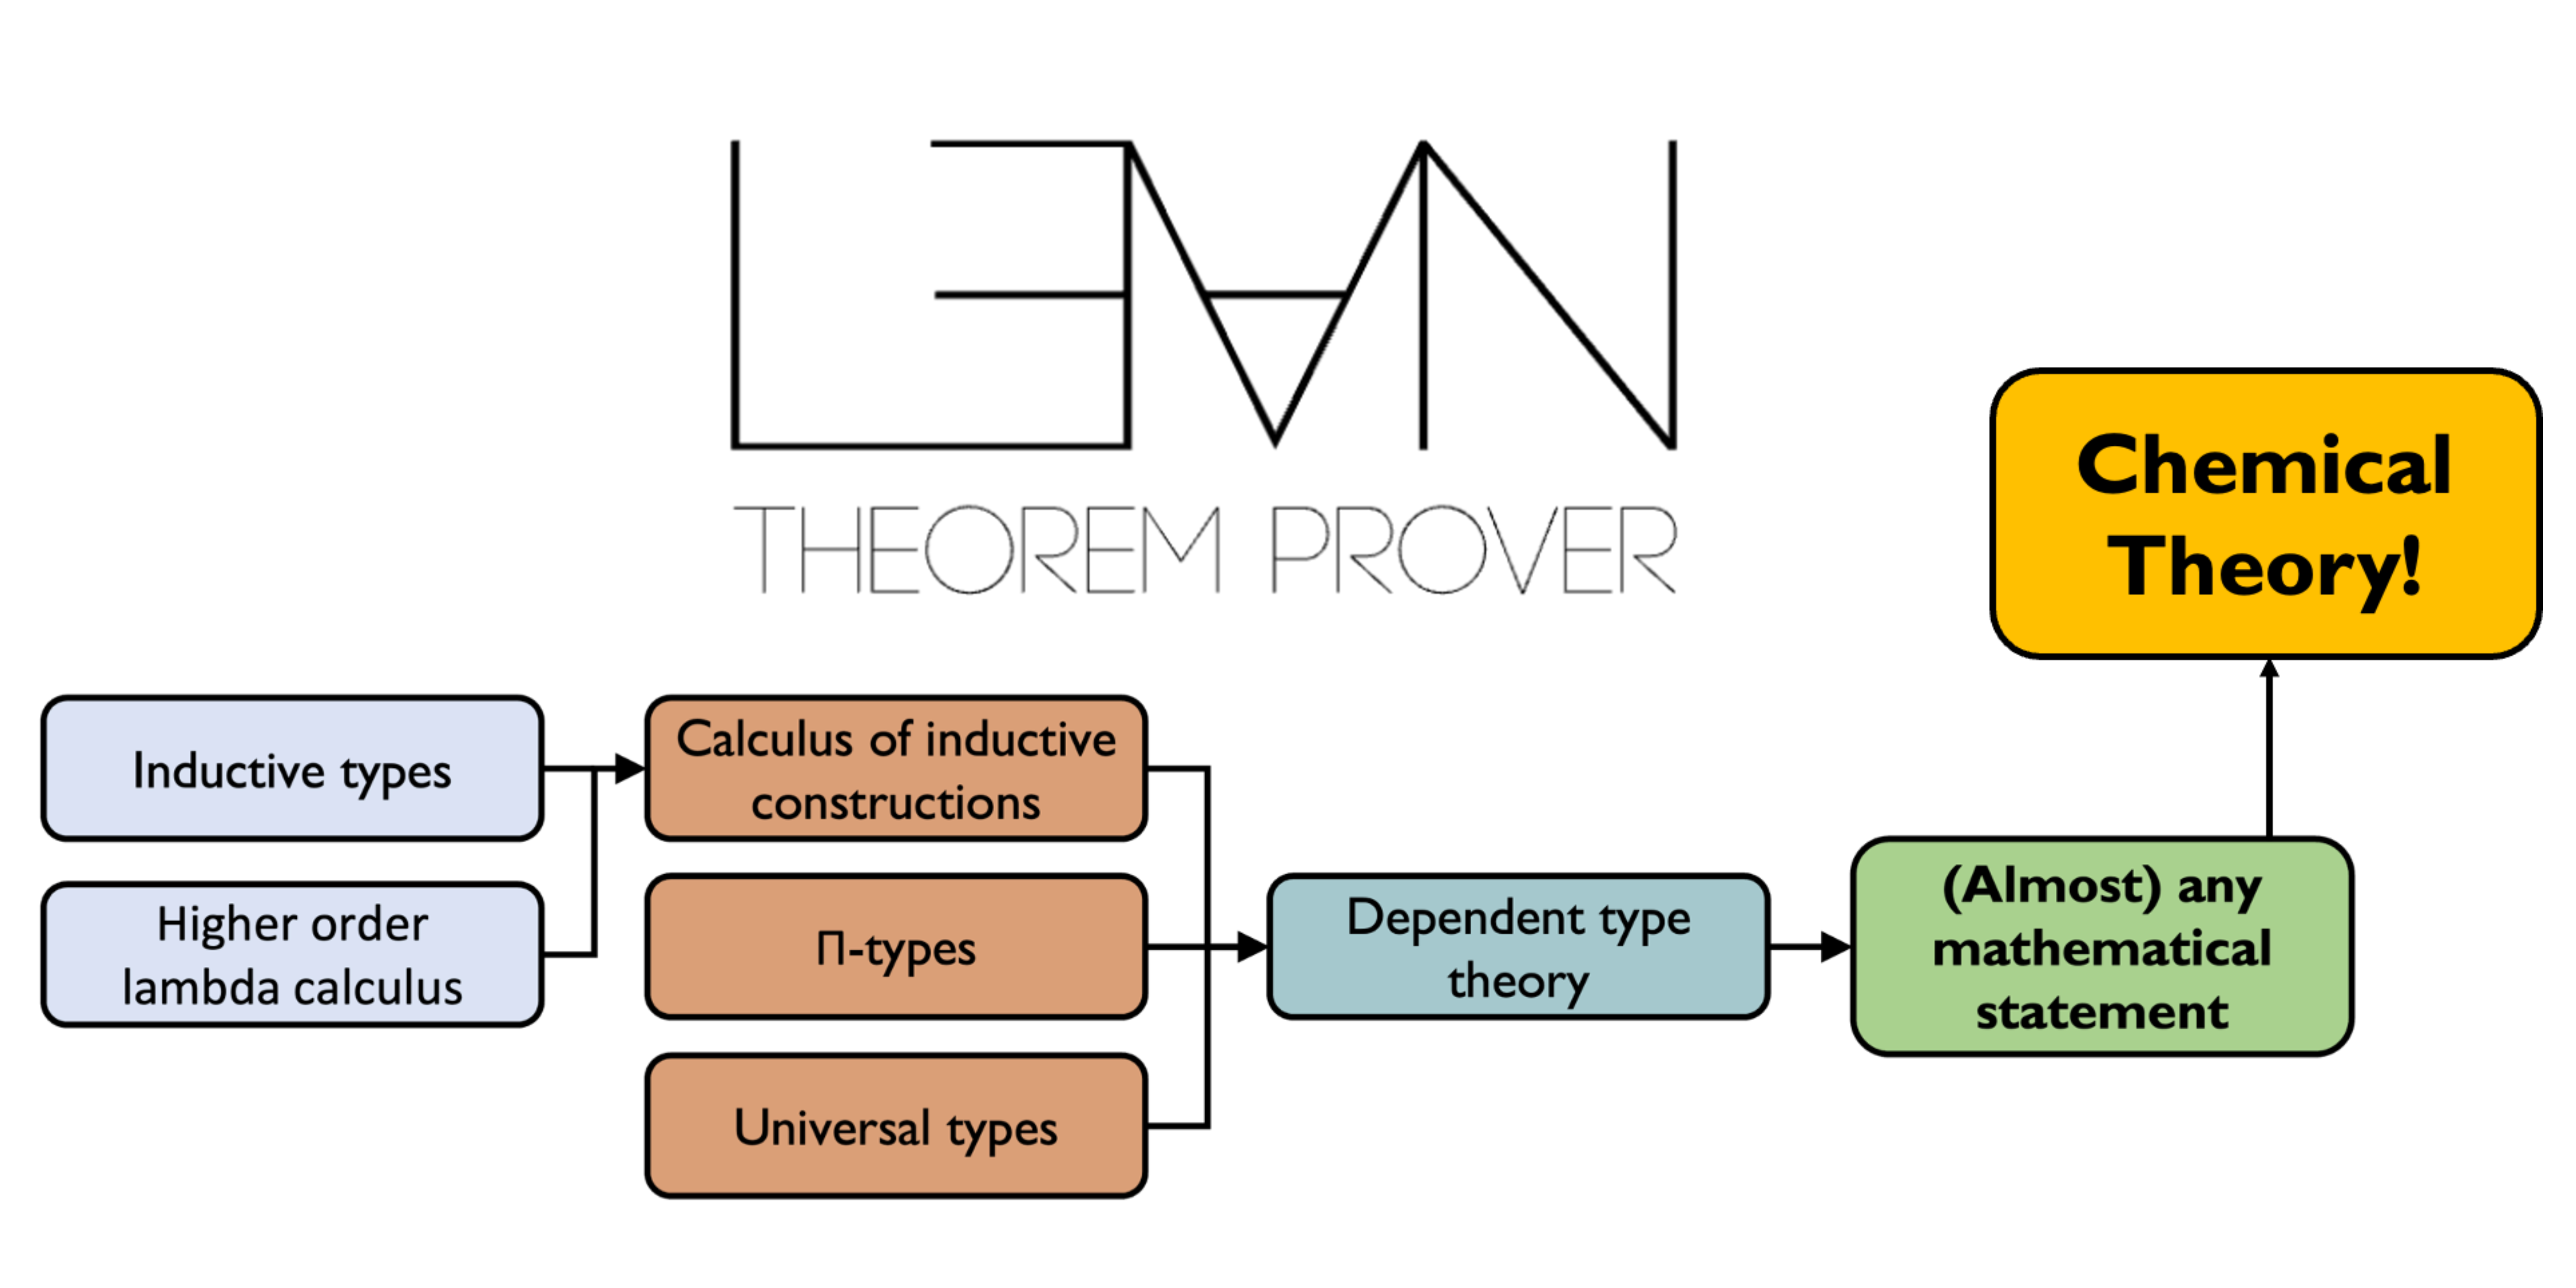 LEAN
THEOREM PROVER
Chemical
Theory!
Inductive types
Higher order
lambda calculus
Calculus of inductive
constructions
Π-types
Universal types
Dependent type
theory
(Almost) any
mathematical
statement